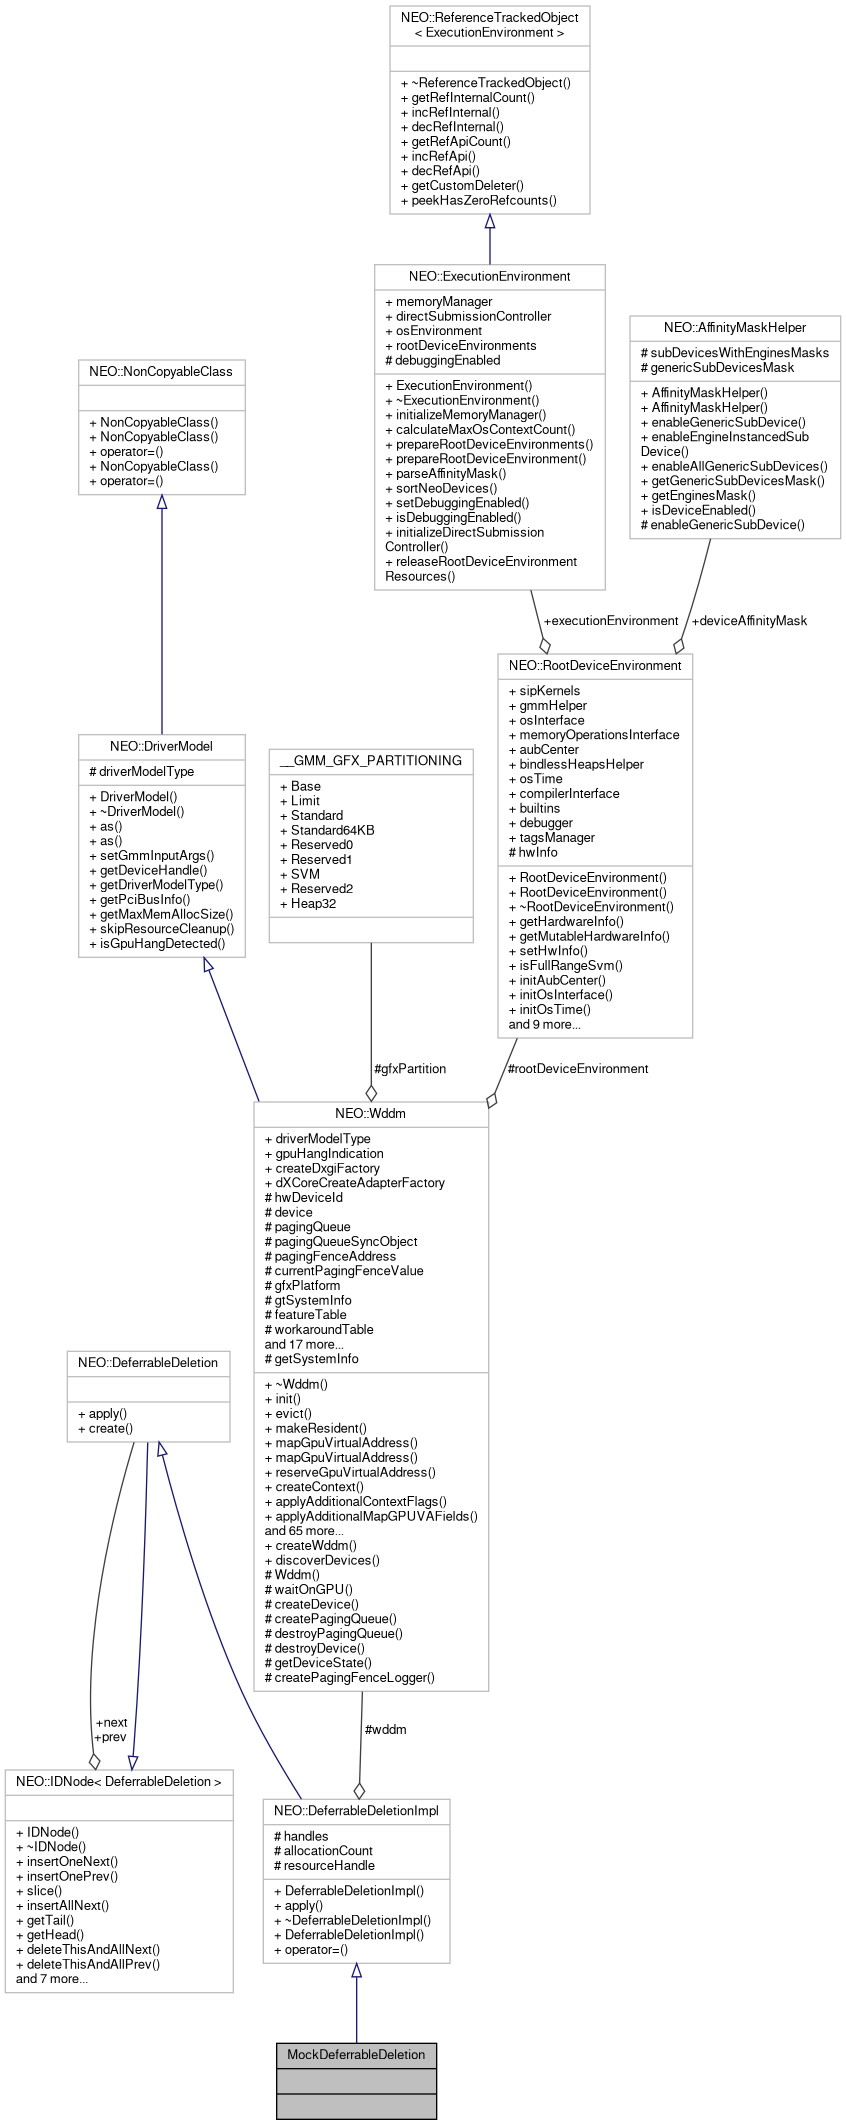 NEO::ReferenceTrackedObject
< ExecutionEnvironment >
+ ~ReferenceTrackedObject()
+ getRefInternalCount()
+ incRefInternal()
+ decRefInternal()
+ getRefApiCount()
+ incRefApi()
+ decRefApi()
+ getCustomDeleter()
+ peekHasZeroRefcounts()
NEO::ExecutionEnvironment
+ memoryManager
+ directSubmissionController
+ osEnvironment
+ rootDeviceEnvironments
# debuggingEnabled
+ ExecutionEnvironment()
+ ~ExecutionEnvironment()
+ initializeMemoryManager()
+ calculateMaxOsContextCount()
+ prepareRootDeviceEnvironments()
+ prepareRootDeviceEnvironment()
+ parseAffinityMask()
+ sortNeoDevices()
+ setDebuggingEnabled()
+ isDebuggingEnabled()
+ initializeDirectSubmission
Controller()
+ releaseRootDeviceEnvironment
Resources()
NEO::AffinityMaskHelper
# subDevicesWithEnginesMasks
# genericSubDevicesMask
+ AffinityMaskHelper()
+ AffinityMaskHelper()
+ enableGenericSubDevice()
+ enableEngineInstancedSub
Device()
+ enableAllGenericSubDevices()
+ getGenericSubDevicesMask()
+ getEnginesMask()
+ isDeviceEnabled()
# enableGenericSubDevice()
NEO::NonCopyableClass
+ NonCopyableClass()
+ NonCopyableClass()
+ operator=()
+ NonCopyableClass()
+ operator=()
+executionEnvironment
+deviceAffinityMask
NEO::RootDeviceEnvironment
+ sipKernels
+ gmmHelper
+ osInterface
+ memoryOperationsInterface
+ aubCenter
+ bindlessHeapsHelper
+ osTime
+ compilerInterface
+ builtins
+ debugger
+ tagsManager
# hwInfo
+ RootDeviceEnvironment()
+ RootDeviceEnvironment()
+ ~RootDeviceEnvironment()
+ getHardwareInfo()
+ getMutableHardwareInfo()
+ setHwInfo()
+ isFullRangeSvm()
+ initAubCenter()
+ initOsInterface()
+ initOsTime()
and 9 more...
NEO::DriverModel
# driverModelType
+ DriverModel()
+ ~DriverModel()
+ as()
+ as()
+ setGmmInputArgs()
+ getDeviceHandle()
+ getDriverModelType()
+ getPciBusInfo()
+ getMaxMemAllocSize()
+ skipResourceCleanup()
+ isGpuHangDetected()
__GMM_GFX_PARTITIONING
+ Base
+ Limit
+ Standard
+ Standard64KB
+ Reserved0
+ Reserved1
+ SVM
+ Reserved2
+ Heap32
#gfxPartition
#rootDeviceEnvironment
NEO::Wddm
+ driverModelType
+ gpuHangIndication
+ createDxgiFactory
+ dXCoreCreateAdapterFactory
# hwDeviceId
# device
# pagingQueue
# pagingQueueSyncObject
# pagingFenceAddress
# currentPagingFenceValue
# gfxPlatform
# gtSystemInfo
# featureTable
# workaroundTable
and 17 more...
# getSystemInfo
+ ~Wddm()
+ init()
+ evict()
+ makeResident()
+ mapGpuVirtualAddress()
+ mapGpuVirtualAddress()
+ reserveGpuVirtualAddress()
+ createContext()
+ applyAdditionalContextFlags()
+ applyAdditionalMapGPUVAFields()
and 65 more...
+ createWddm()
+ discoverDevices()
# Wddm()
# waitOnGPU()
# createDevice()
# createPagingQueue()
# destroyPagingQueue()
# destroyDevice()
# getDeviceState()
# createPagingFenceLogger()
NEO::DeferrableDeletion
+ apply()
+ create()
+next
+prev
#wddm
NEO::IDNode< DeferrableDeletion >
+ IDNode()
+ ~IDNode()
+ insertOneNext()
+ insertOnePrev()
+ slice()
+ insertAllNext()
+ getTail()
+ getHead()
+ deleteThisAndAllNext()
+ deleteThisAndAllPrev()
and 7 more...
NEO::DeferrableDeletionImpl
# handles
# allocationCount
# resourceHandle
+ DeferrableDeletionImpl()
+ apply()
+ ~DeferrableDeletionImpl()
+ DeferrableDeletionImpl()
+ operator=()
MockDeferrableDeletion